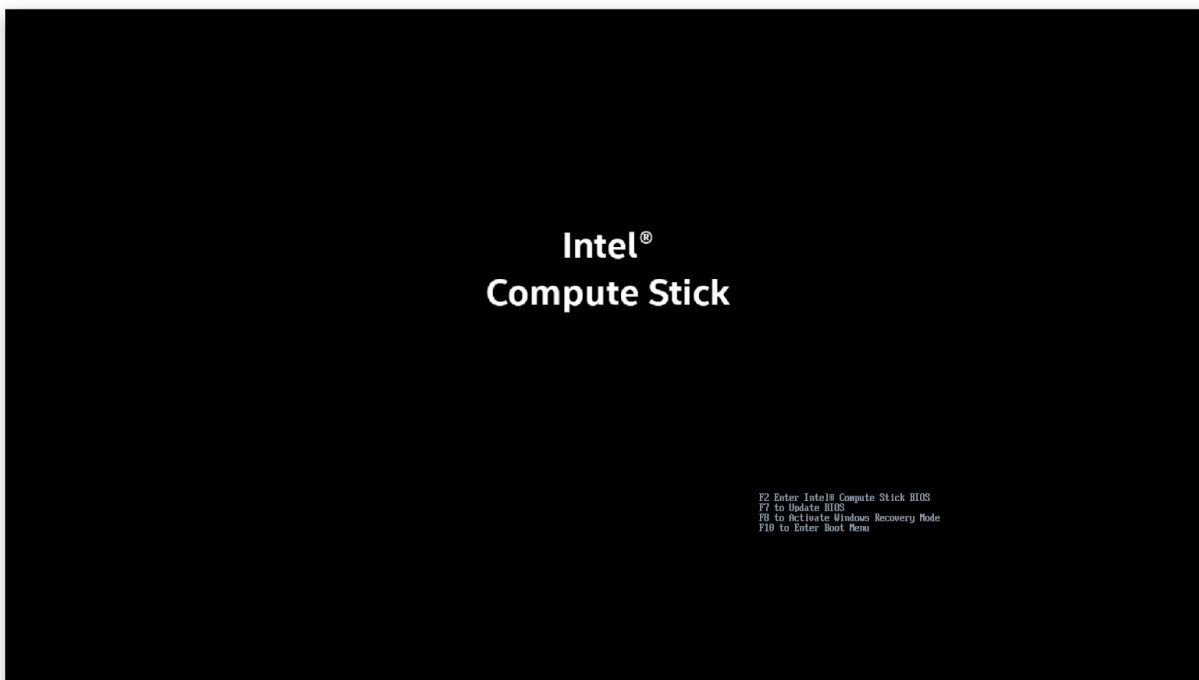 Intel®
Compute Stick
F2 Enter Intel® Compute Stick BIOS
F7 to Update BIOS
F8 to Activate Windows Recovery Mode
F10 to Enter Boot Menu